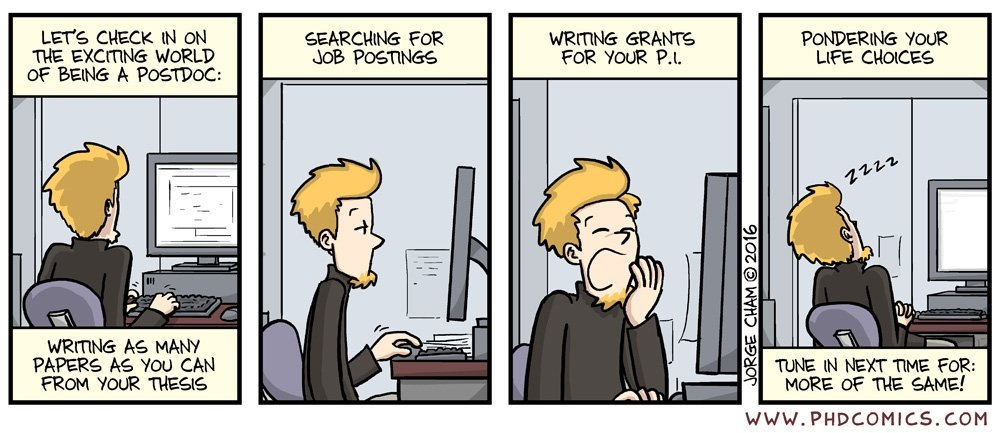 LET'S CHECK IN ON
THE EXCITING WORLD
OF BEING A POSTDOC:
WRITING AS MANY
PAPERS AS YOU CAN
FROM YOUR THESIS
SEARCHING FOR
JOB POSTINGS
WRITING GRANTS
FOR YOUR P.I.
JORGE CHAM © 2016
PONDERING YOUR
LIFE CHOICES
ZZZZ
TUNE IN NEXT TIME FOR:
MORE OF THE SAME!
WWW.PHDCOMICS.COM